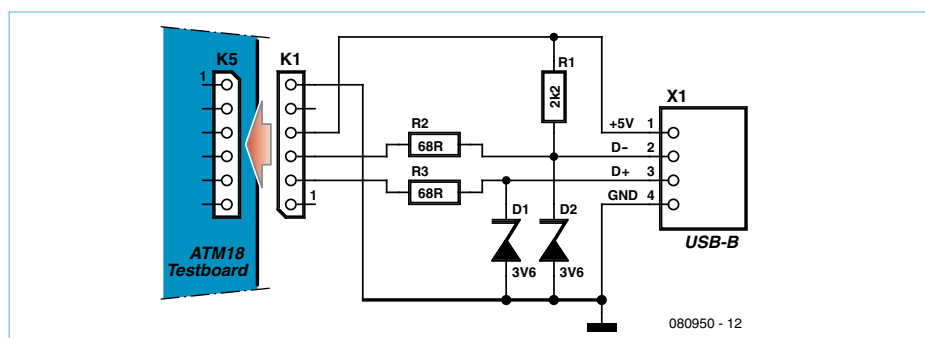 K5
K1
R1
2k2
X1
1
+5V 1
R2
D- 2
68R
R3
D+ 3
68R
1
GND 4
D1
D2
USB-B
ATM18
Testboard
3V6
3V6
080950 - 12